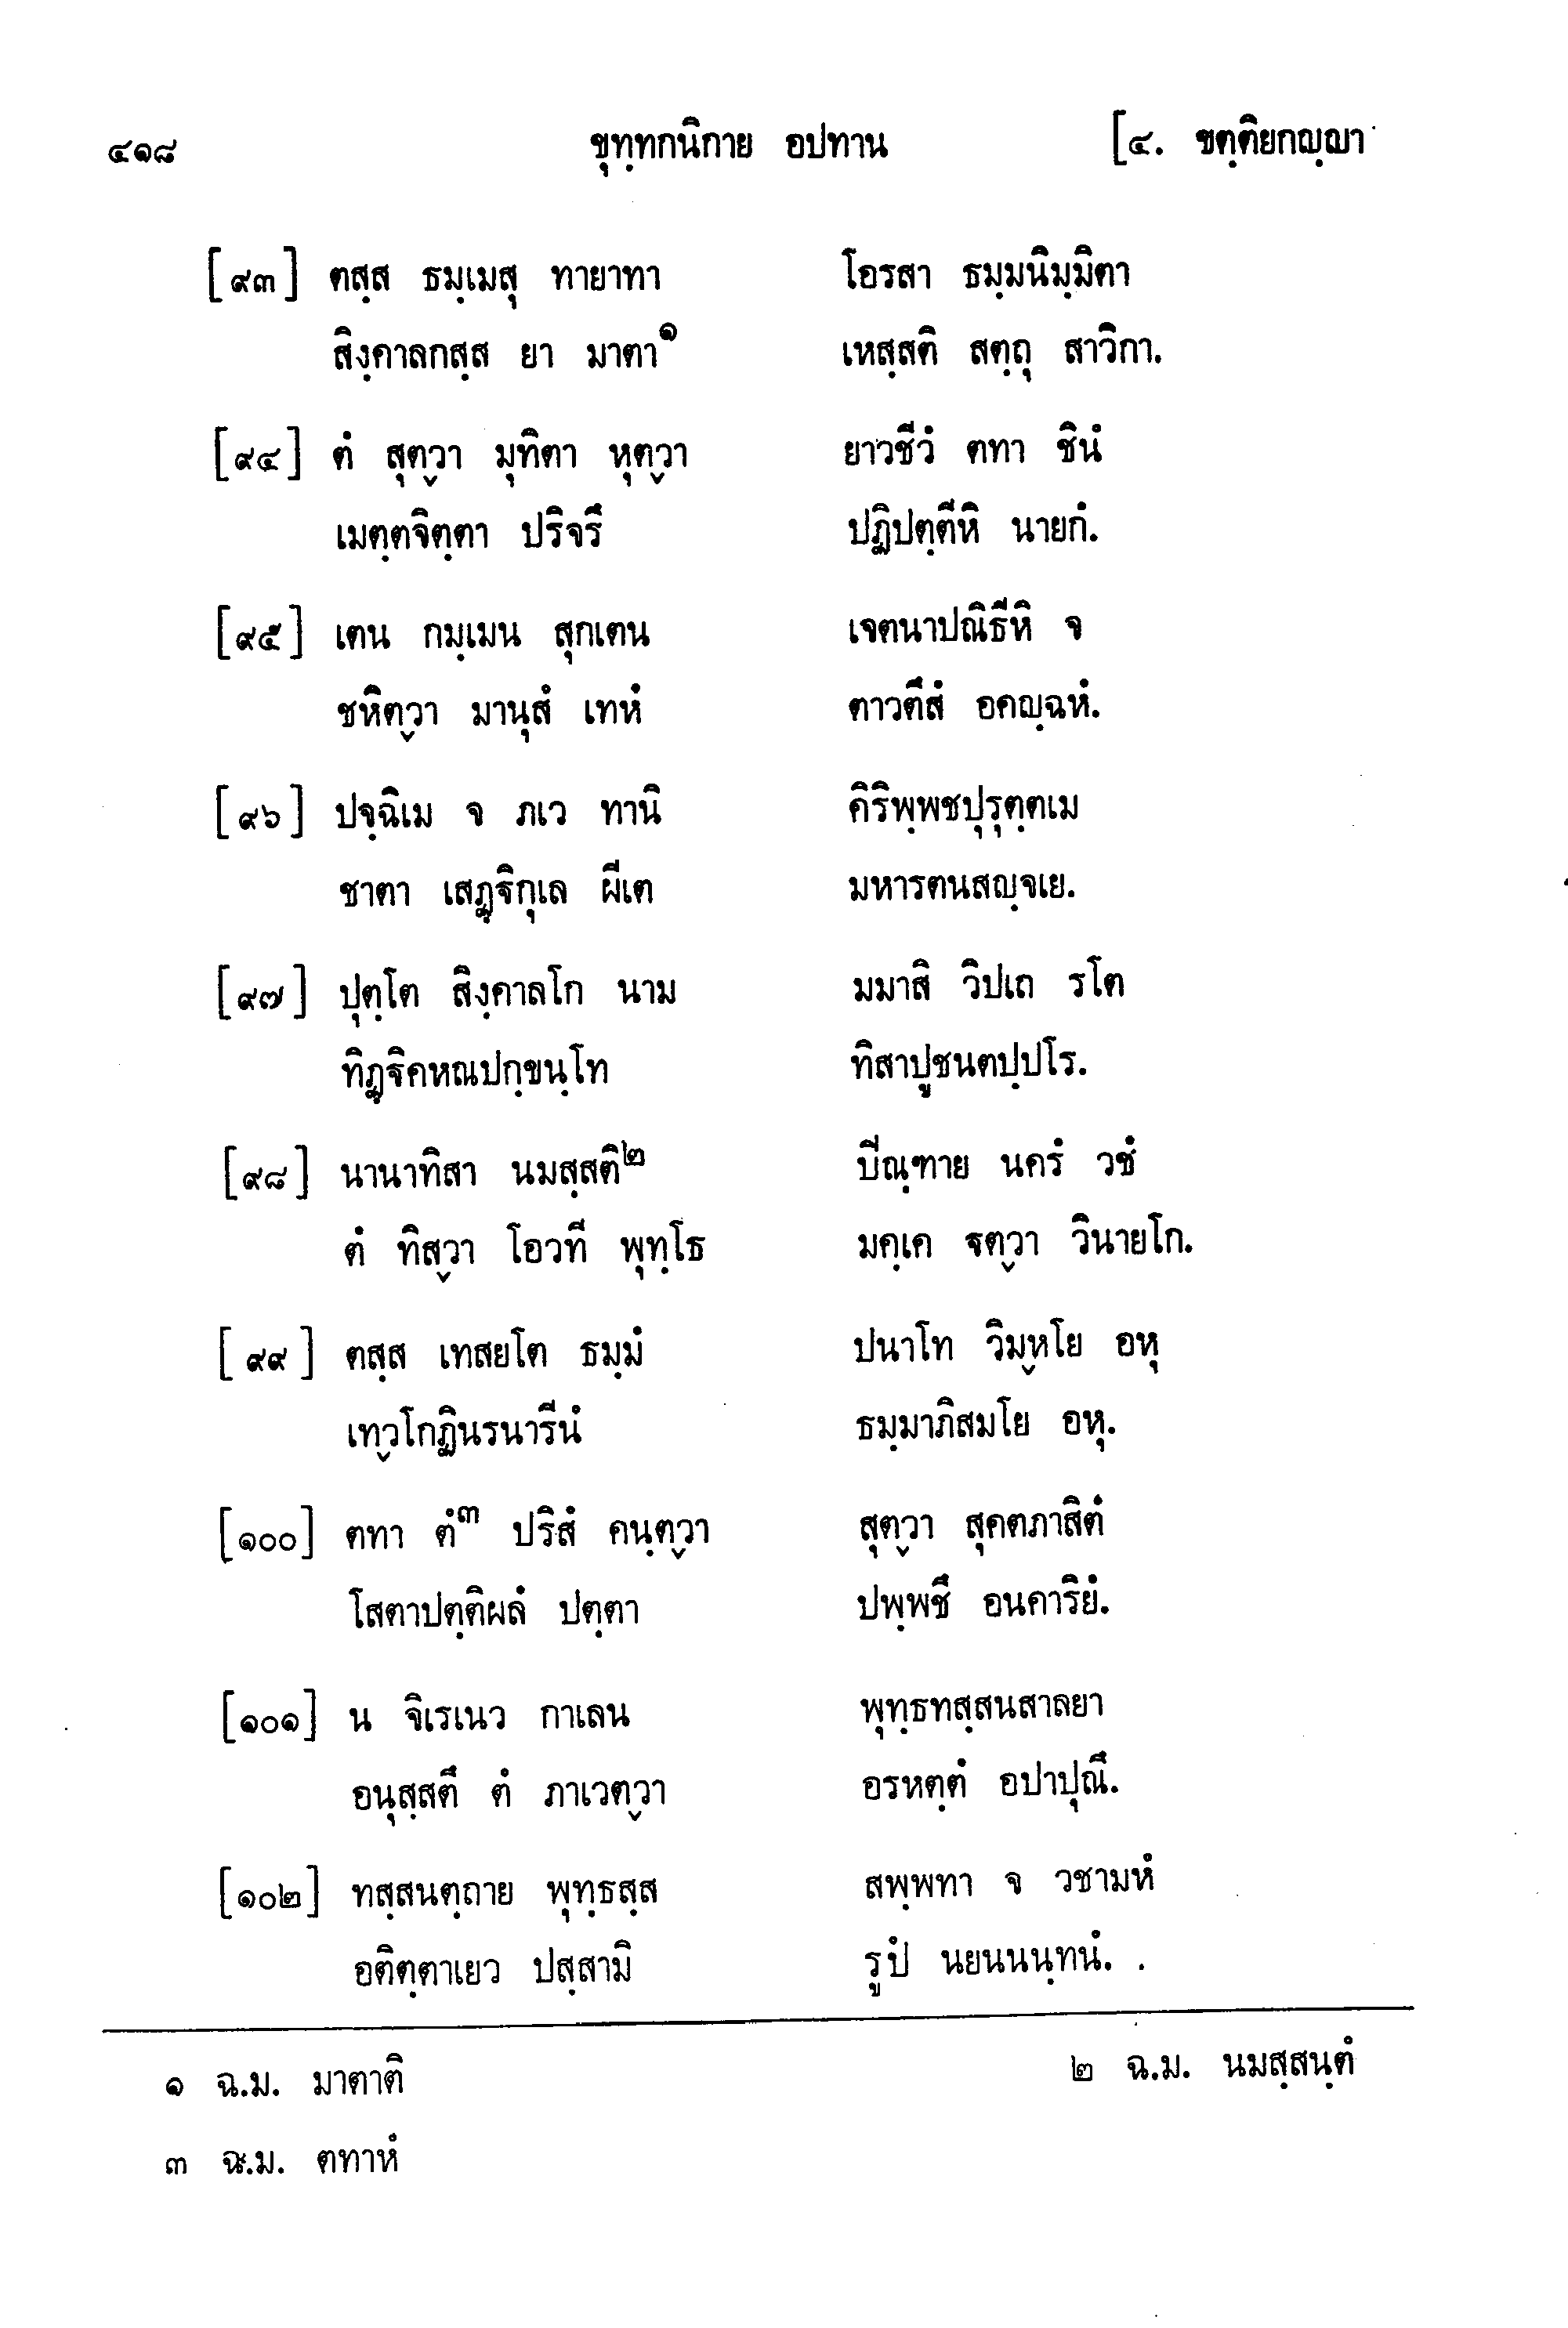 ๔๑๘ ขุทฺทกนิกาย อปทาน [๔. ขตฺติยกญฺญา
[๙๓] ตสฺส ธมฺเมสุ ทายาทา โอรสา ธมฺมนิมฺมิตา
สิงฺคาลกสฺส ยา มาตา๑ เหสฺสติ สตฺถุ สาวิกา.
[๙๔] ตํ สุตฺวา มุทิตา หุตฺวา ยาวชีวํ ตทา ชินํ
เมตฺตจิตฺตา ปริจรึ ปฏิปตฺตีหิ นายกํ.
[๙๕] เตน กมฺเมน สุกเตน เจตนาปณิธีหิ จ
ชหิตฺวา มานุสํ เทหํ ตาวตึสํ อคญฺฉหํ.
[๙๖] ปจฺฉิเม จ ภเว ทานิ คิริพฺพชปุรุตฺตเม
ชาตา เสฏฺฐิกุเล ผีเต มหารตนสญฺจเย.
[๙๗] ปุตฺโต สิงฺคาลโก นาม มมาสิ วิปเถ รโต
ทิฏฺฐิคหณปกฺขนฺโท ทิสาปูชนตปฺปโร.
[๙๘] นานาทิสา นมสฺสติ๒ ปิณฺฑาย นครํ วชํ
ตํ ทิสฺวา โอวที พุทฺโธ มคฺเค ฐตฺวา วินายโก.
[๙๙] ตสฺส เทสยโต ธมฺมํ ปนาโท วิมฺหโย อหุ
เทฺวโกฏินรนารีนํ ธมฺมาภิสมโย อหุ.
[๑๐๐] ตทา ตํ๓ ปริสํ คนฺตฺวา สุตฺวา สุคตภาสิตํ
โสตาปตฺติผลํ ปตฺตา ปพฺพชึ อนคาริยํ.
[๑๐๑] น จิเรเนว กาเลน พุทฺธทสฺสนสาลยา
อนุสฺสตึ ตํ ภาเวตฺวา อรหตฺตํ อปาปุณึ.
[๑๐๒] ทสฺสนตฺถาย พุทฺธสฺส สพฺพทา จ วชามหํ
อติตฺตาเยว ปสฺสามิ รูปํ นยนนนฺทนํ.
๑ ฉ.ม. มาตาติ ๒ ฉ.ม. นมสฺสนฺตํ
๓ ฉ.ม. ตทาหํ